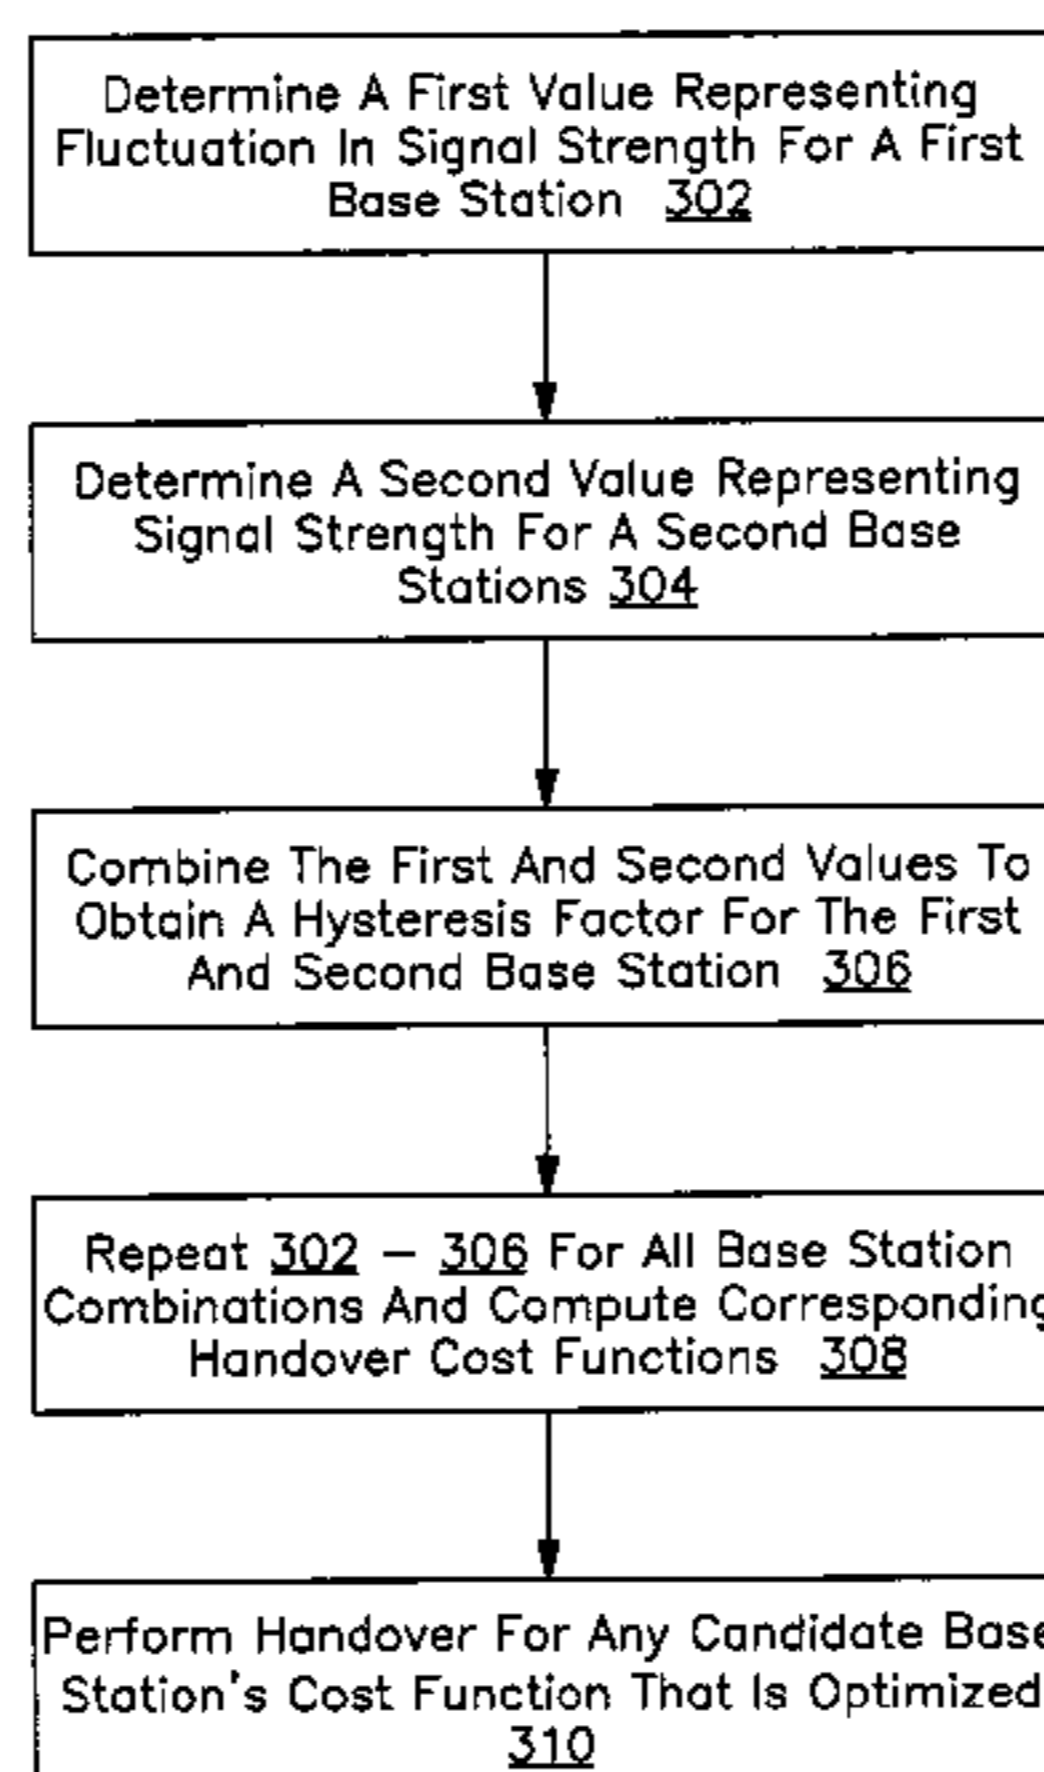 Determine A First Value Representing
Fluctuation In Signal Strength For A First
Base Station 302
Determine A Second Value Representing
Signal Strength For A Second Base
Stations 304
Combine The First And Second Values To
Obtain A Hysteresis Factor For The First
And Second Base Station 306
Repeat 302 – 306 For All Base Station
Combinations And Compute Corresponding
Handover Cost Functions 308
Perform Handover For Any Candidate Base
Station's Cost Function That Is Optimized
310